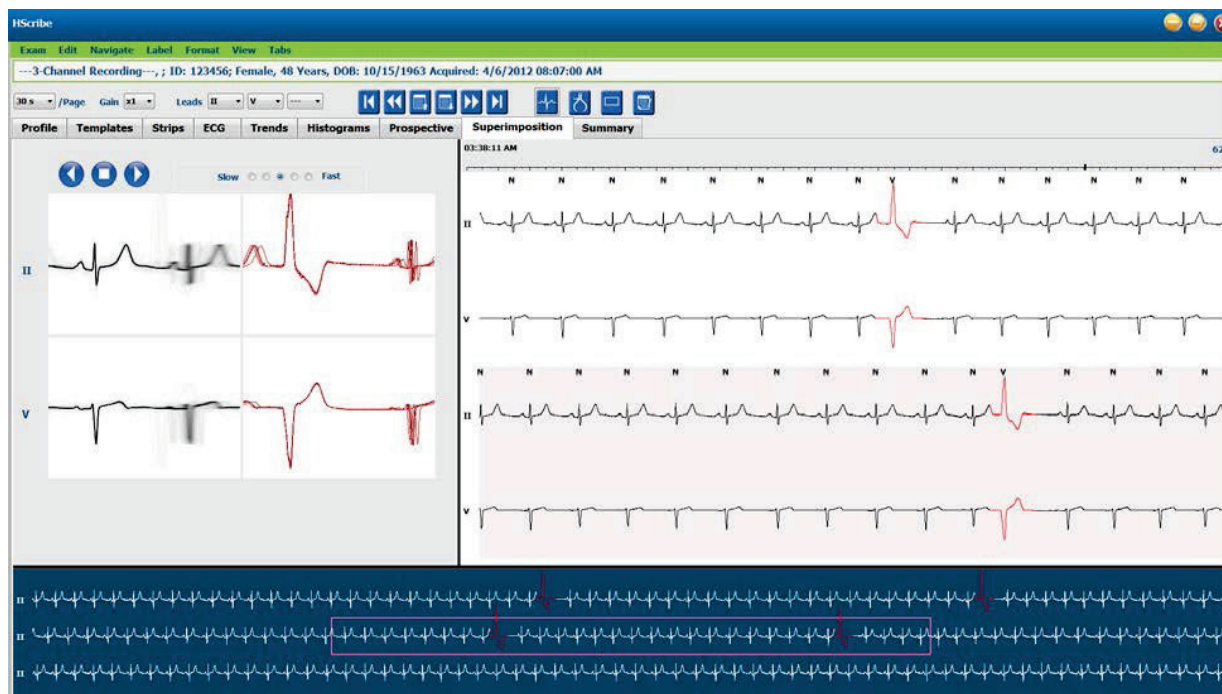 HScribe
Exam Edit Navigate Label Format View Tabs
---3-Channel Recording---, ; ID: 123456; Female, 48 Years, DOB: 10/15/1963 Acquired: 4/6/2012 08:07:00 AM
30 s /Page Gain x1 Leads II V ---
Profile Templates Strips ECG Trends Histograms Prospective Superimposition Summary
03:38:11 AM 62
Slow Fast
N N N N N N N N V N N N N N N
II
II
V
V
N N N N N N N N N N N V N N N N
II
V
II
II
II